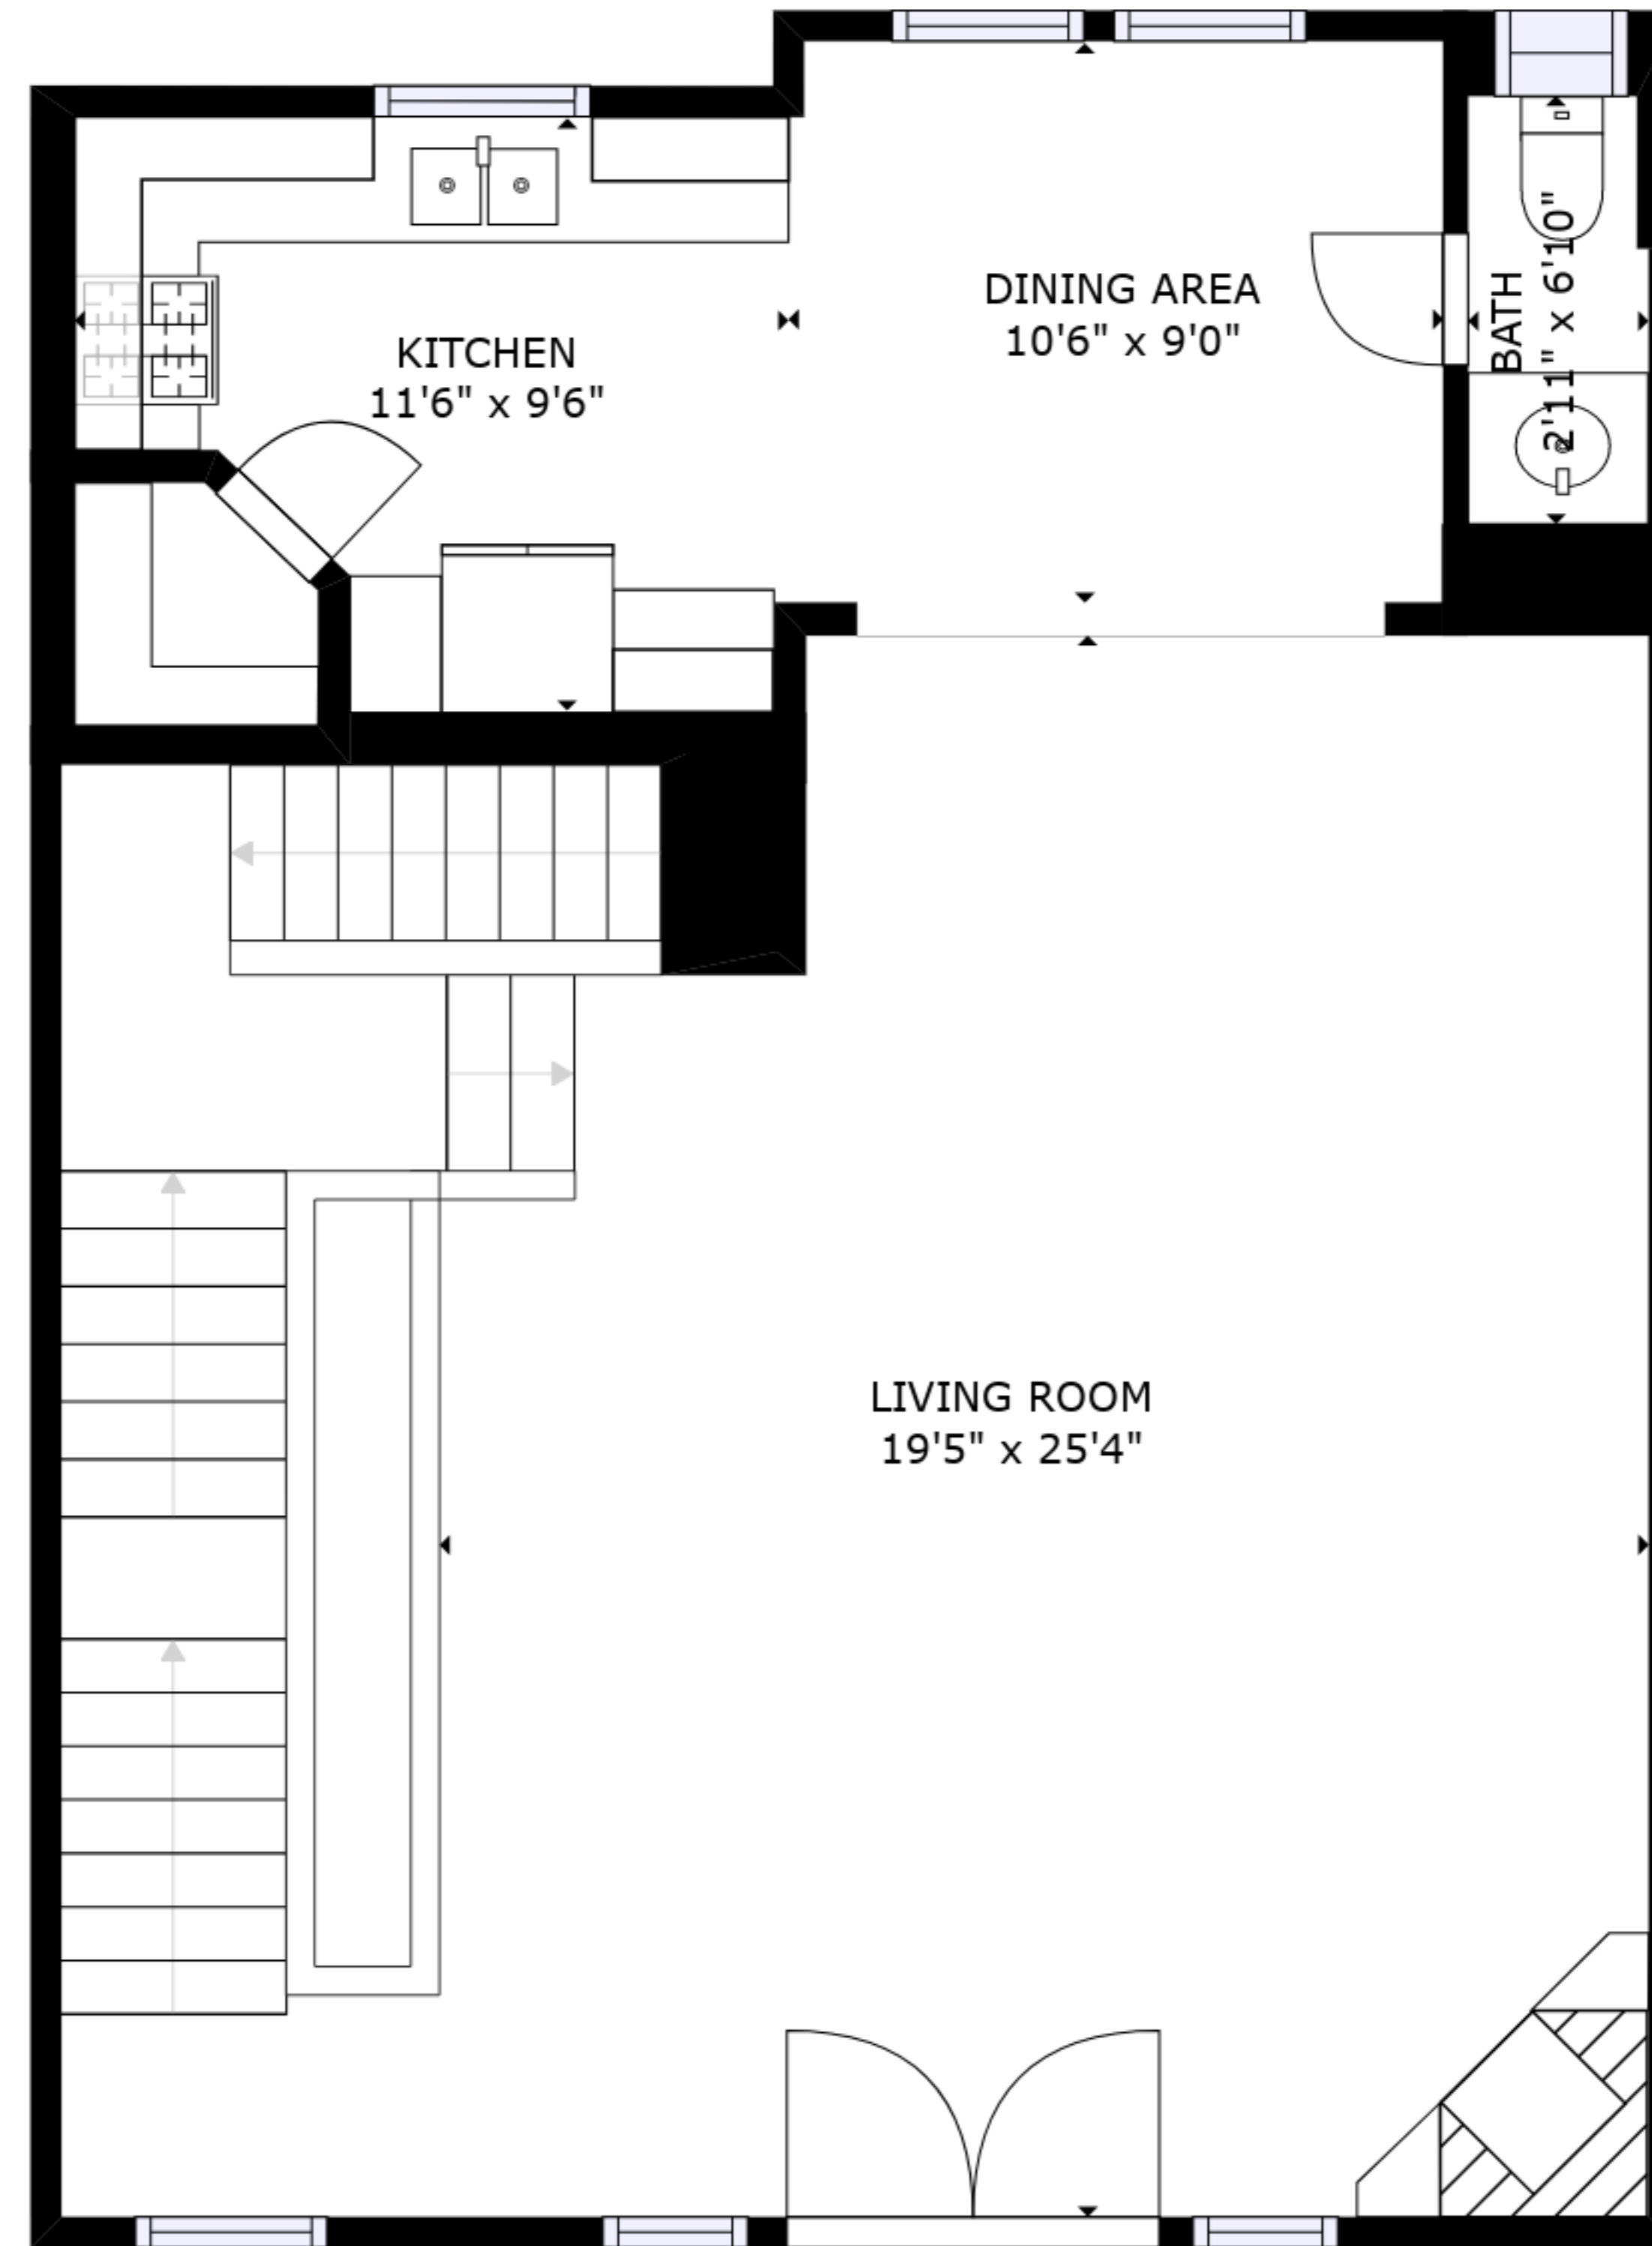 DINING AREA
10'6" x 9'0"
BATH
2'11" x 6'10"
KITCHEN
11'6" x 9'6"
LIVING ROOM
19'5" x 25'4"